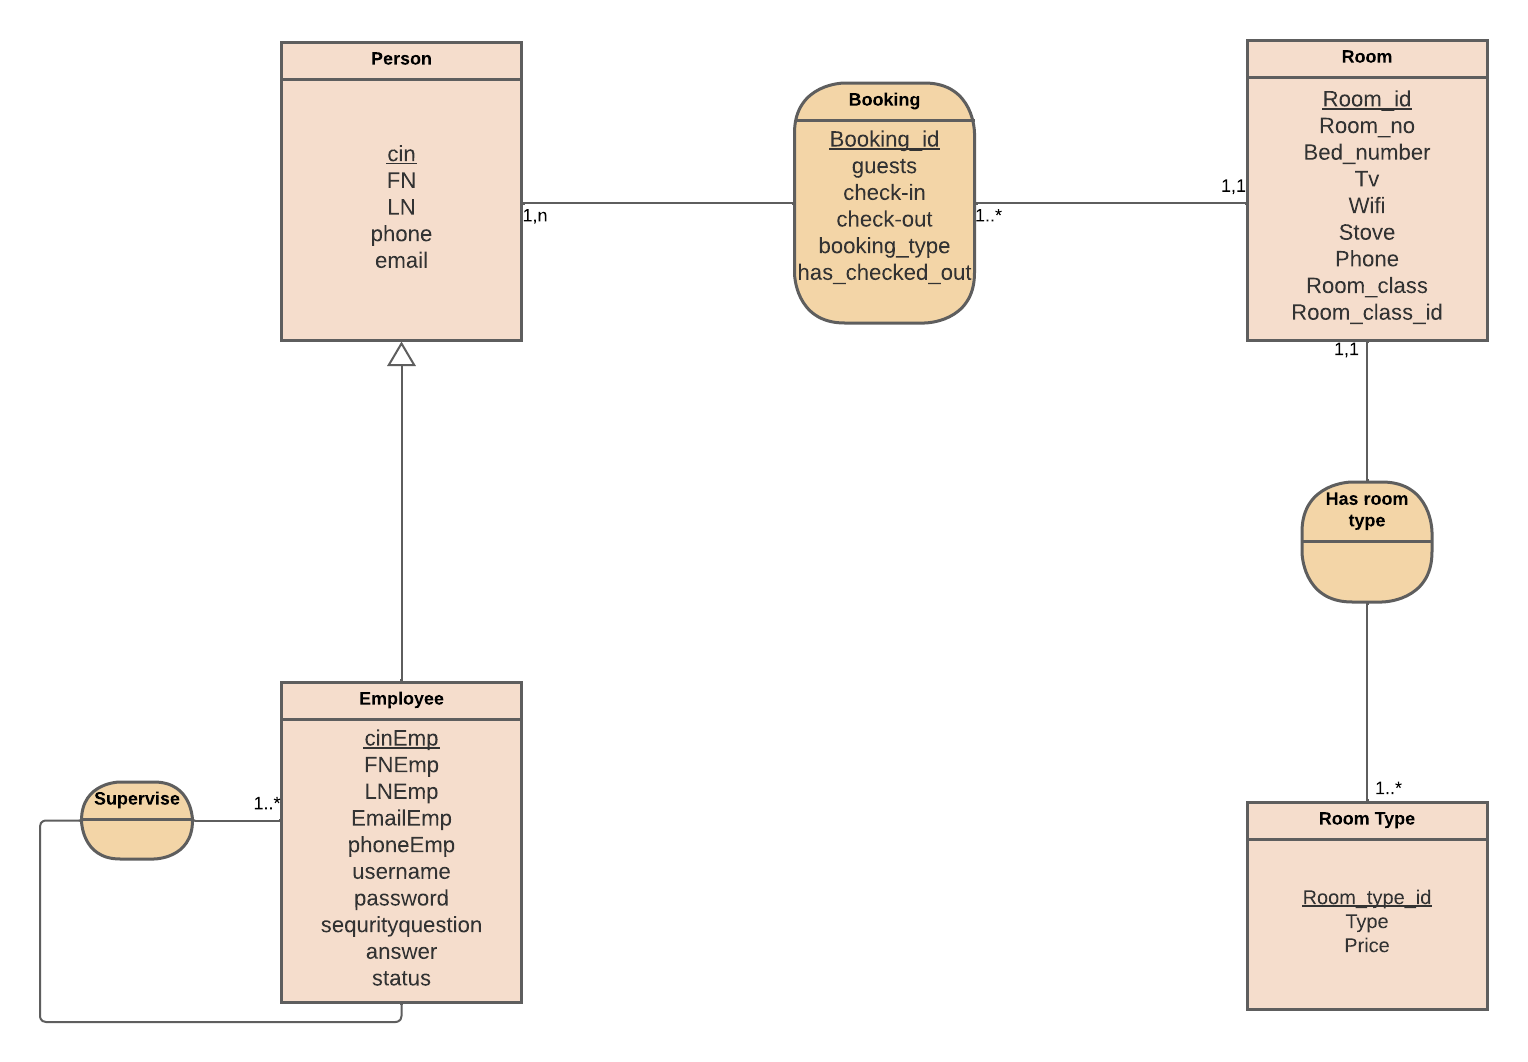 Person
cin
FN
LN
phone
email
1,n
Booking
Booking_id
guests
check-in
check-out
booking_type
has_checked_out
1..*
1,1
Room
Room_id
Room_no
Bed_number
Tv
Wifi
Stove
Phone
Room_class
Room_class_id
1,1
Has room
type
1..*
Room Type
Room_type_id
Type
Price
Supervise
1..*
Employee
cinEmp
FNEmp
LNEmp
EmailEmp
phoneEmp
username
password
sequrityquestion
answer
status